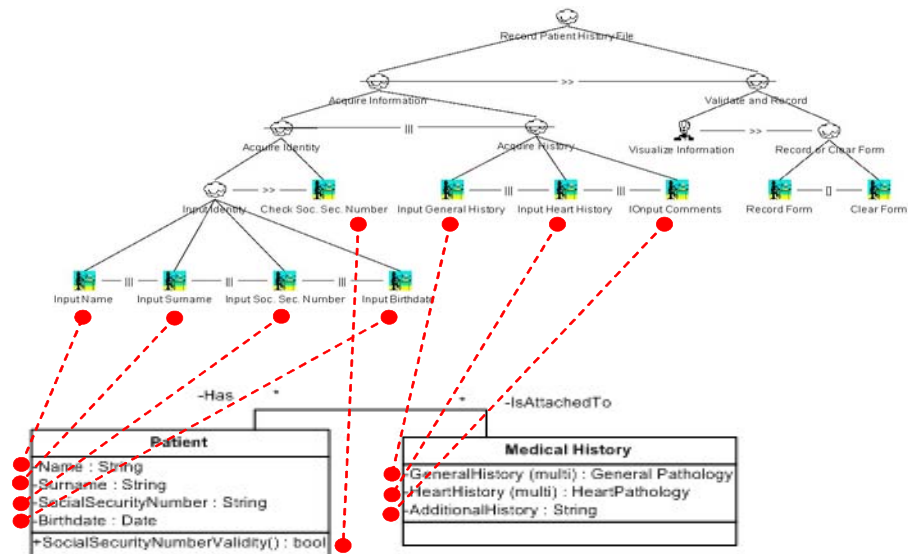 Record Patient History File
>>
Acquire Information
Validate and Record
|||
>>
Acquire Identity
Acquire History
Visualize Information
Record or Clear Form
>>
|||
|||
[]
Input Identity
Check Soc. Sec. Number
Input General History
Input Heart History
IOnput Comments
Record Form
Clear Form
|||
|||
|||
Input Name
Input Surname
Input Soc. Sec. Number
Input Birthdate
-Has
*
*
-IsAttachedTo
Patient
-Name : String
-Surname : String
-SocialSecurityNumber : String
-Birthdate : Date
+SocialSecurityNumberValidity() : bool
Medical History
-GeneralHistory (multi) : General Pathology
-HeartHistory (multi) : HeartPathology
-AdditionalHistory : String